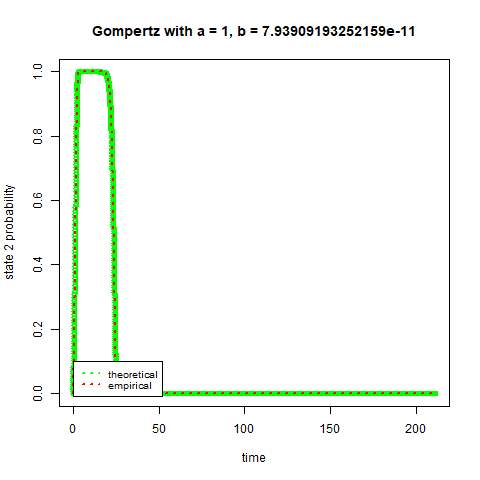 Gompertz with a = 1, b = 7.93909193252159e-11
state 2 probability
1.0
0.8
0.6
0.4
0.2
0.0
theoretical
empirical
0 50 100 150 200
time